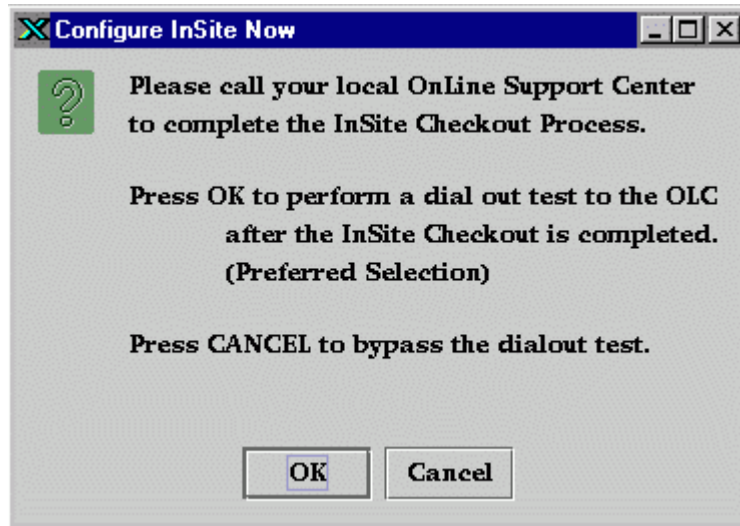 Configure InSite Now
Please call your local OnLine Support Center
to complete the InSite Checkout Process.
Press OK to perform a dial out test to the OLC
after the InSite Checkout is completed.
(Preferred Selection)
Press CANCEL to bypass the dialout test.
OK
Cancel